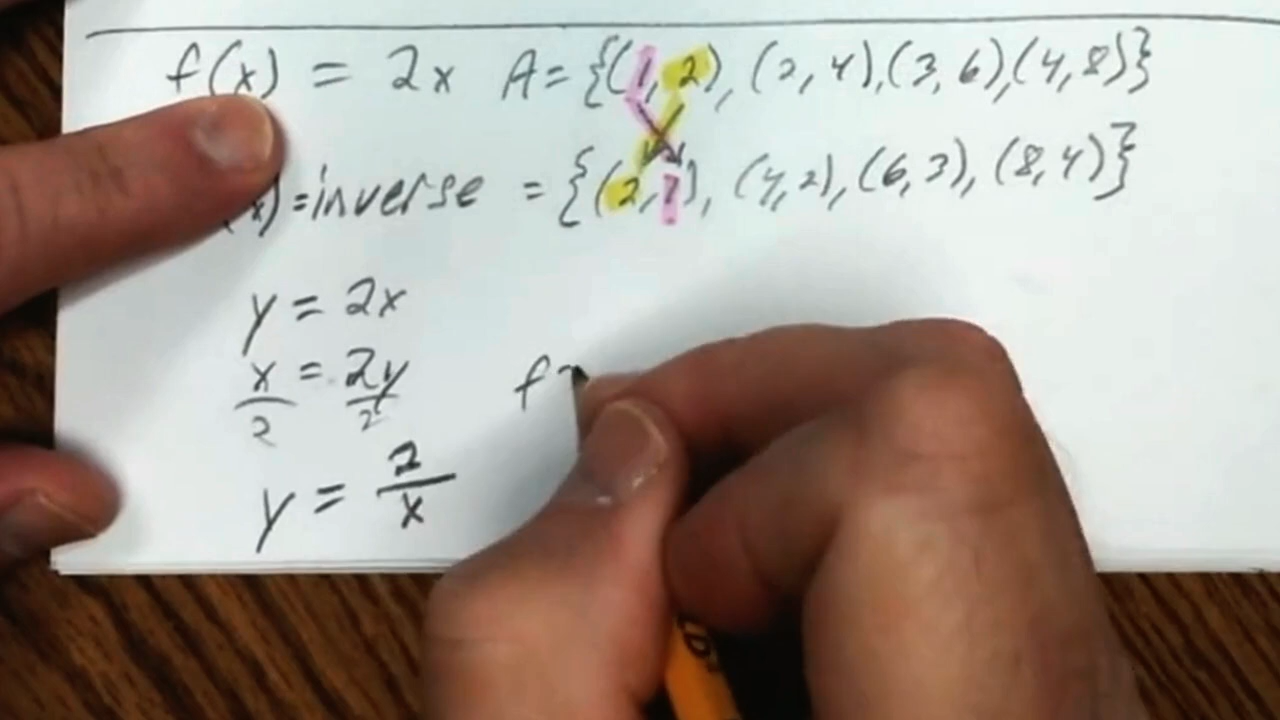 f(x) = 2x A = {(1, 2), (2, 4), (3, 6), (4, 8)}
x) = inverse = {(2, 1), (4, 2), (6, 3), (8, 4)}
y = 2x
x/2 = 2y/2
y = 2/x
f